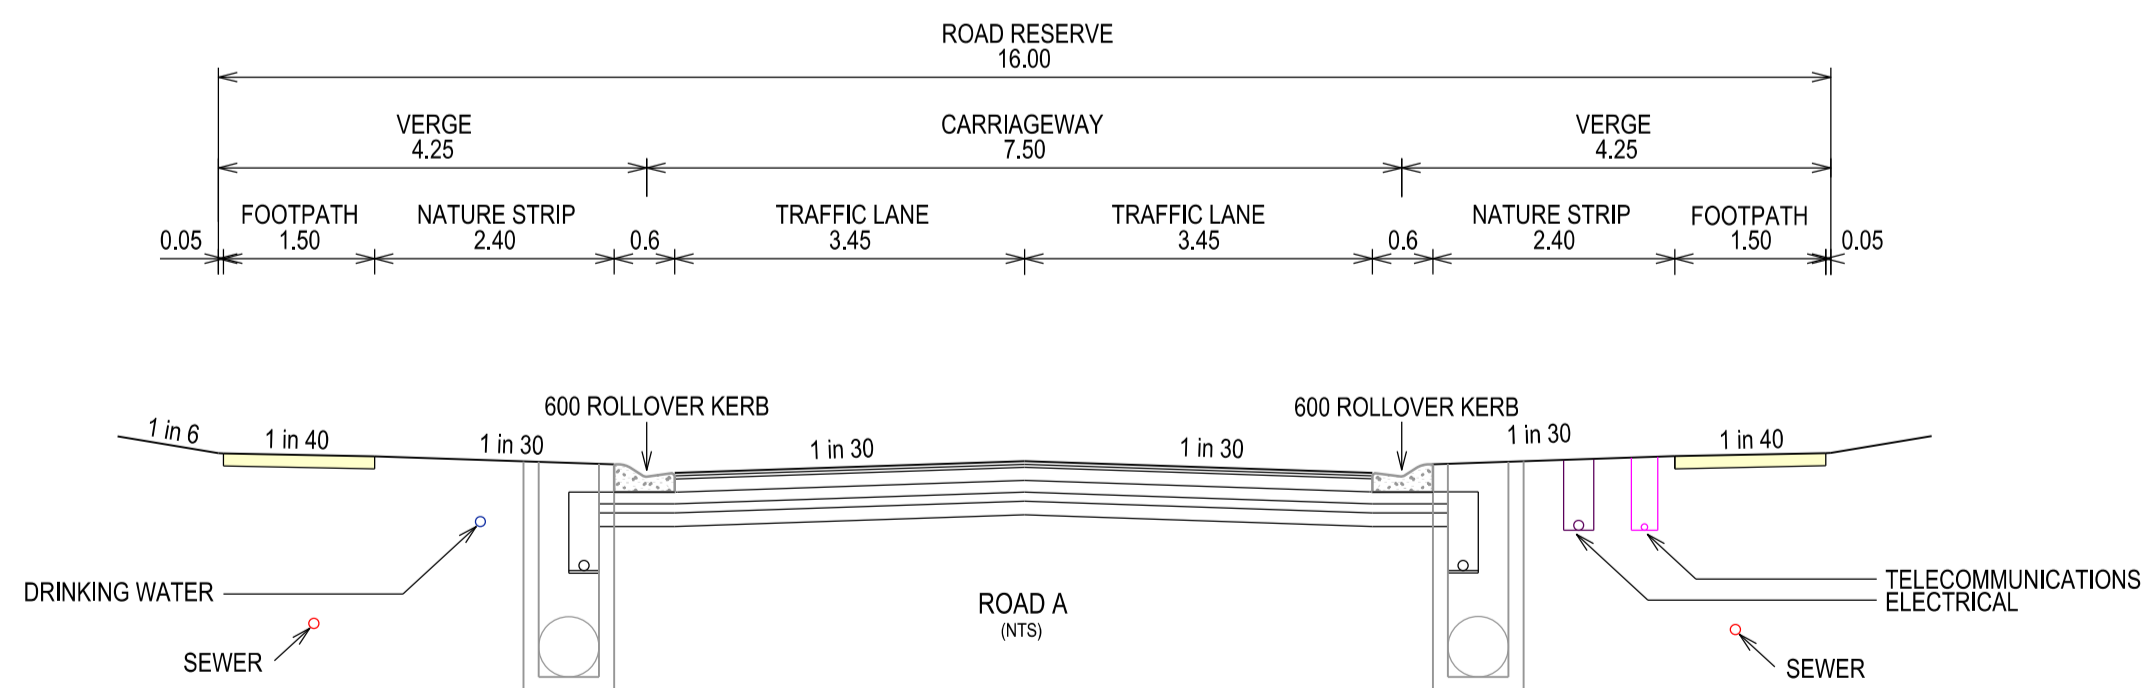 ROAD RESERVE
16.00
VERGE
4.25
CARRIAGEWAY
7.50
VERGE
4.25
0.05
FOOTPATH
1.50
NATURE STRIP
2.40
0.6
TRAFFIC LANE
3.45
TRAFFIC LANE
3.45
0.6
NATURE STRIP
2.40
FOOTPATH
1.50
0.05
600 ROLLOVER KERB
600 ROLLOVER KERB
1 in 6
1 in 40
1 in 30
1 in 30
1 in 30
1 in 30
1 in 40
DRINKING WATER
SEWER
ROAD A
(NTS)
TELECOMMUNICATIONS
ELECTRICAL
SEWER